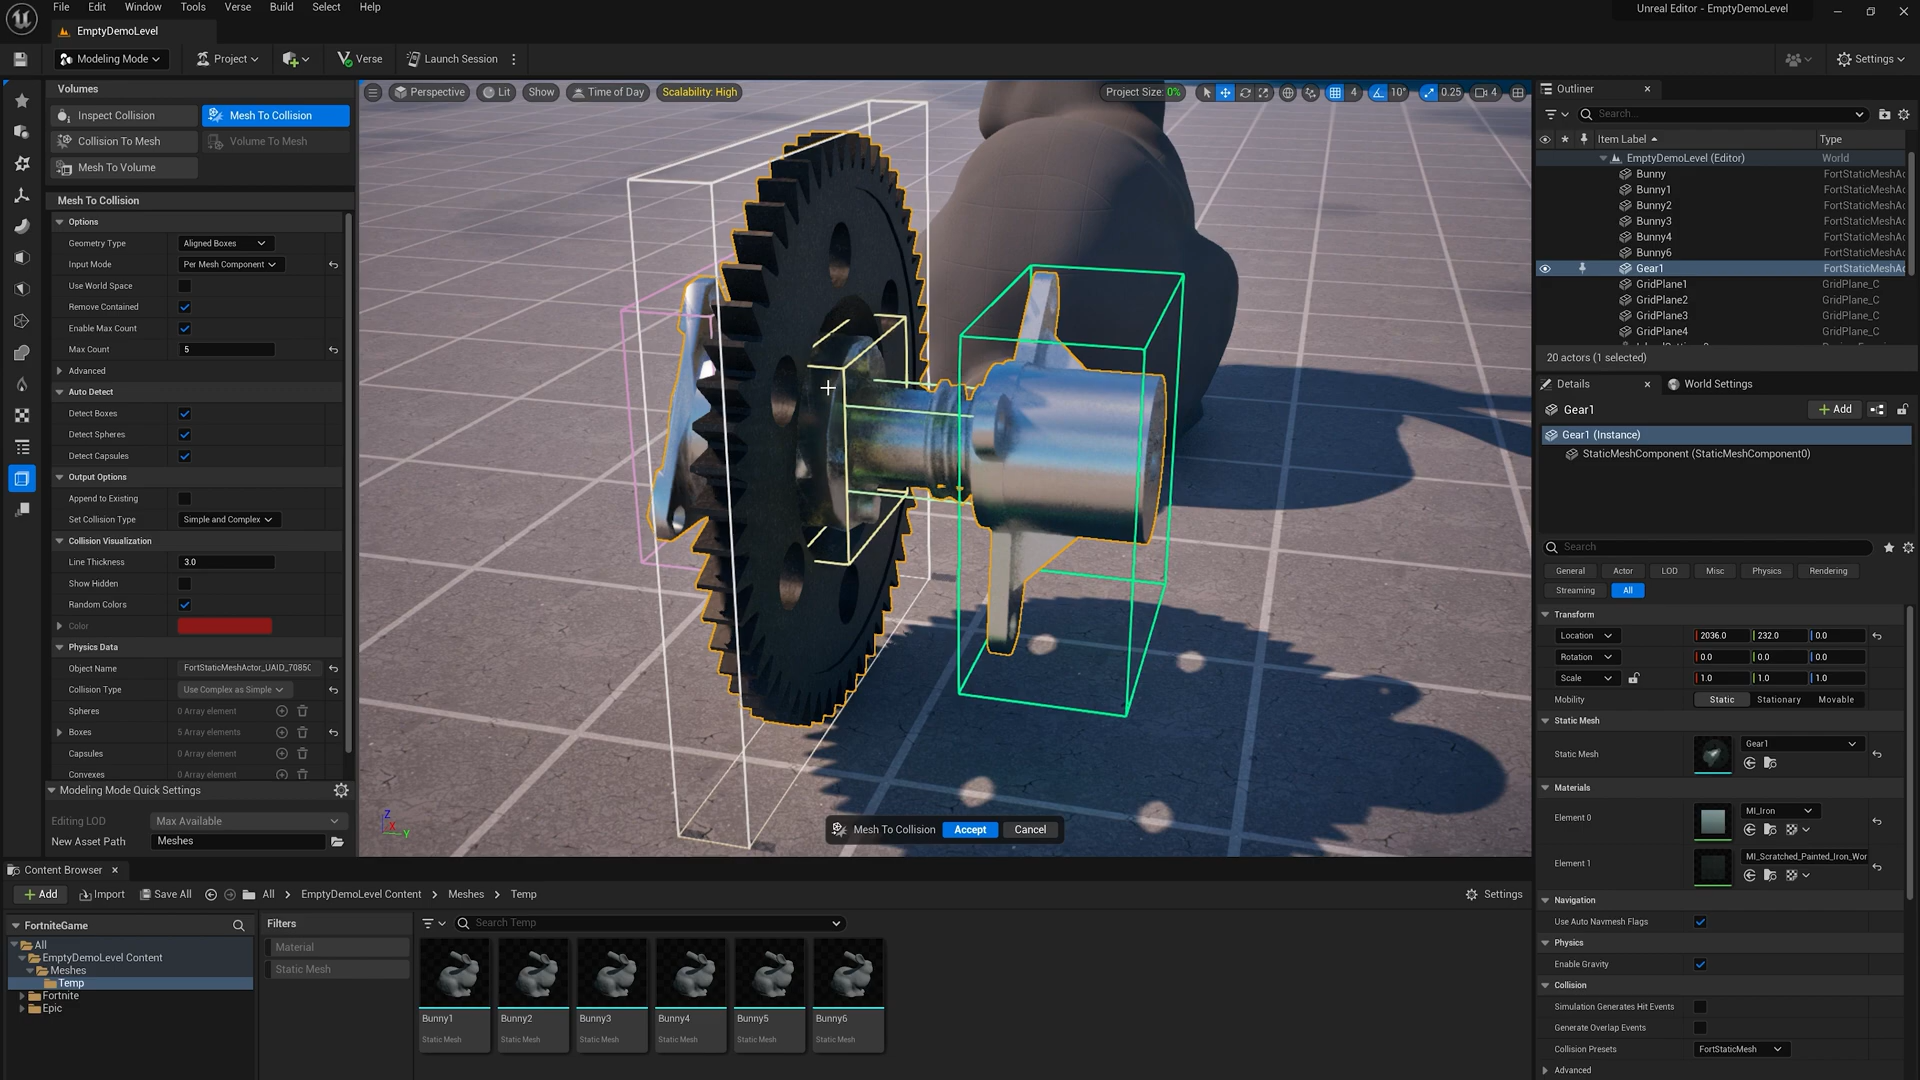 File Edit Window Tools Verse Build Select Help
Unreal Editor - EmptyDemoLevel
EmptyDemoLevel
Modeling Mode Project Verse Launch Session Settings
Volumes
Inspect Collision Mesh To Collision
Collision To Mesh Volume To Mesh
Mesh To Volume
Mesh To Collision
Options
Geometry Type Aligned Boxes
Input Mode Per Mesh Component
Use World Space
Remove Contained
Enable Max Count
Max Count 5
Advanced
Auto Detect
Detect Boxes
Detect Spheres
Detect Capsules
Output Options
Append to Existing
Set Collision Type Simple and Complex
Collision Visualization
Line Thickness 3.0
Show Hidden
Random Colors
Color
Physics Data
Object Name FortStaticMeshActor_UAID_7085C
Collision Type Use Complex as Simple
Spheres 0 Array element
Boxes 5 Array elements
Capsules 0 Array element
Convexes 0 Array element
Modeling Mode Quick Settings
Editing LOD Max Available
New Asset Path Meshes
Perspective Lit Show Time of Day Scalability: High Project Size: 0% 4 10° 0.25 4
Z
X
Y
Mesh To Collision Accept Cancel
Outliner
Search...
Item Label Type
EmptyDemoLevel (Editor) World
Bunny FortStaticMeshAc
Bunny1 FortStaticMeshAc
Bunny2 FortStaticMeshAc
Bunny3 FortStaticMeshAc
Bunny4 FortStaticMeshAc
Bunny6 FortStaticMeshAc
Gear1 FortStaticMeshAc
GridPlane1 GridPlane_C
GridPlane2 GridPlane_C
GridPlane3 GridPlane_C
GridPlane4 GridPlane_C
20 actors (1 selected)
Details World Settings
Gear1 Add
Gear1 (Instance)
StaticMeshComponent (StaticMeshComponent0)
Search
General Actor LOD Misc Physics Rendering
Streaming All
Transform
Location 2036.0 232.0 0.0
Rotation 0.0 0.0 0.0
Scale 1.0 1.0 1.0
Mobility Static Stationary Movable
Static Mesh
Static Mesh Gear1
Materials
Element 0 MI_Iron
Element 1 MI_Scratched_Painted_Iron_Wor
Navigation
Use Auto Navmesh Flags
Physics
Enable Gravity
Collision
Simulation Generates Hit Events
Generate Overlap Events
Collision Presets FortStaticMesh
Advanced
Content Browser
Add Import Save All All EmptyDemoLevel Content Meshes Temp Settings
FortniteGame
All
EmptyDemoLevel Content
Meshes
Temp
Fortnite
Epic
Filters
Material
Static Mesh
Search Temp
Bunny1 Bunny2 Bunny3 Bunny4 Bunny5 Bunny6
Static Mesh Static Mesh Static Mesh Static Mesh Static Mesh Static Mesh